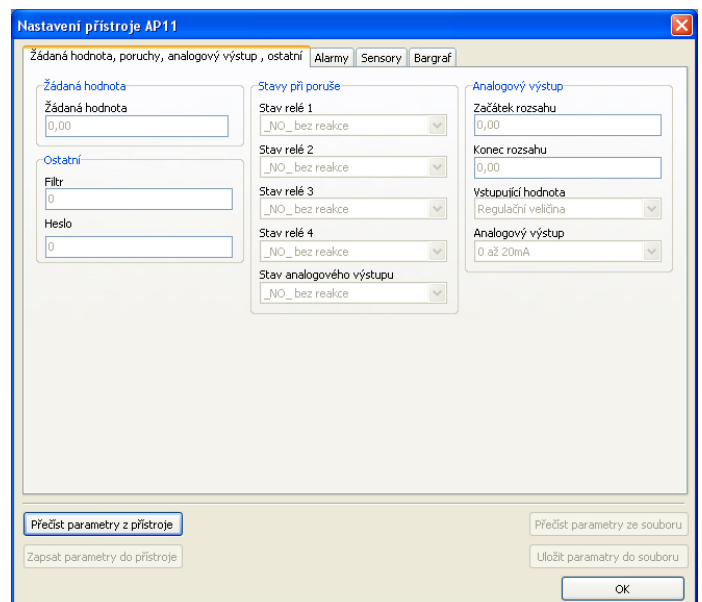 Nastavení přístroje AP11
Žádaná hodnota, poruchy, analogový výstup , ostatní
Alarmy
Sensory
Bargraf
Žádaná hodnota
Žádaná hodnota
0,00
Ostatní
Filtr
0
Heslo
0
Stavy při poruše
Stav relé 1
_NO_ bez reakce
Stav relé 2
_NO_ bez reakce
Stav relé 3
_NO_ bez reakce
Stav relé 4
_NO_ bez reakce
Stav analogového výstupu
_NO_ bez reakce
Analogový výstup
Začátek rozsahu
0,00
Konec rozsahu
0,00
Vstupující hodnota
Regulační veličina
Analogový výstup
0 až 20mA
Přečíst parametry z přístroje
Přečíst parametry ze souboru
Zapsat parametry do přístroje
Uložit paramatry do souboru
OK